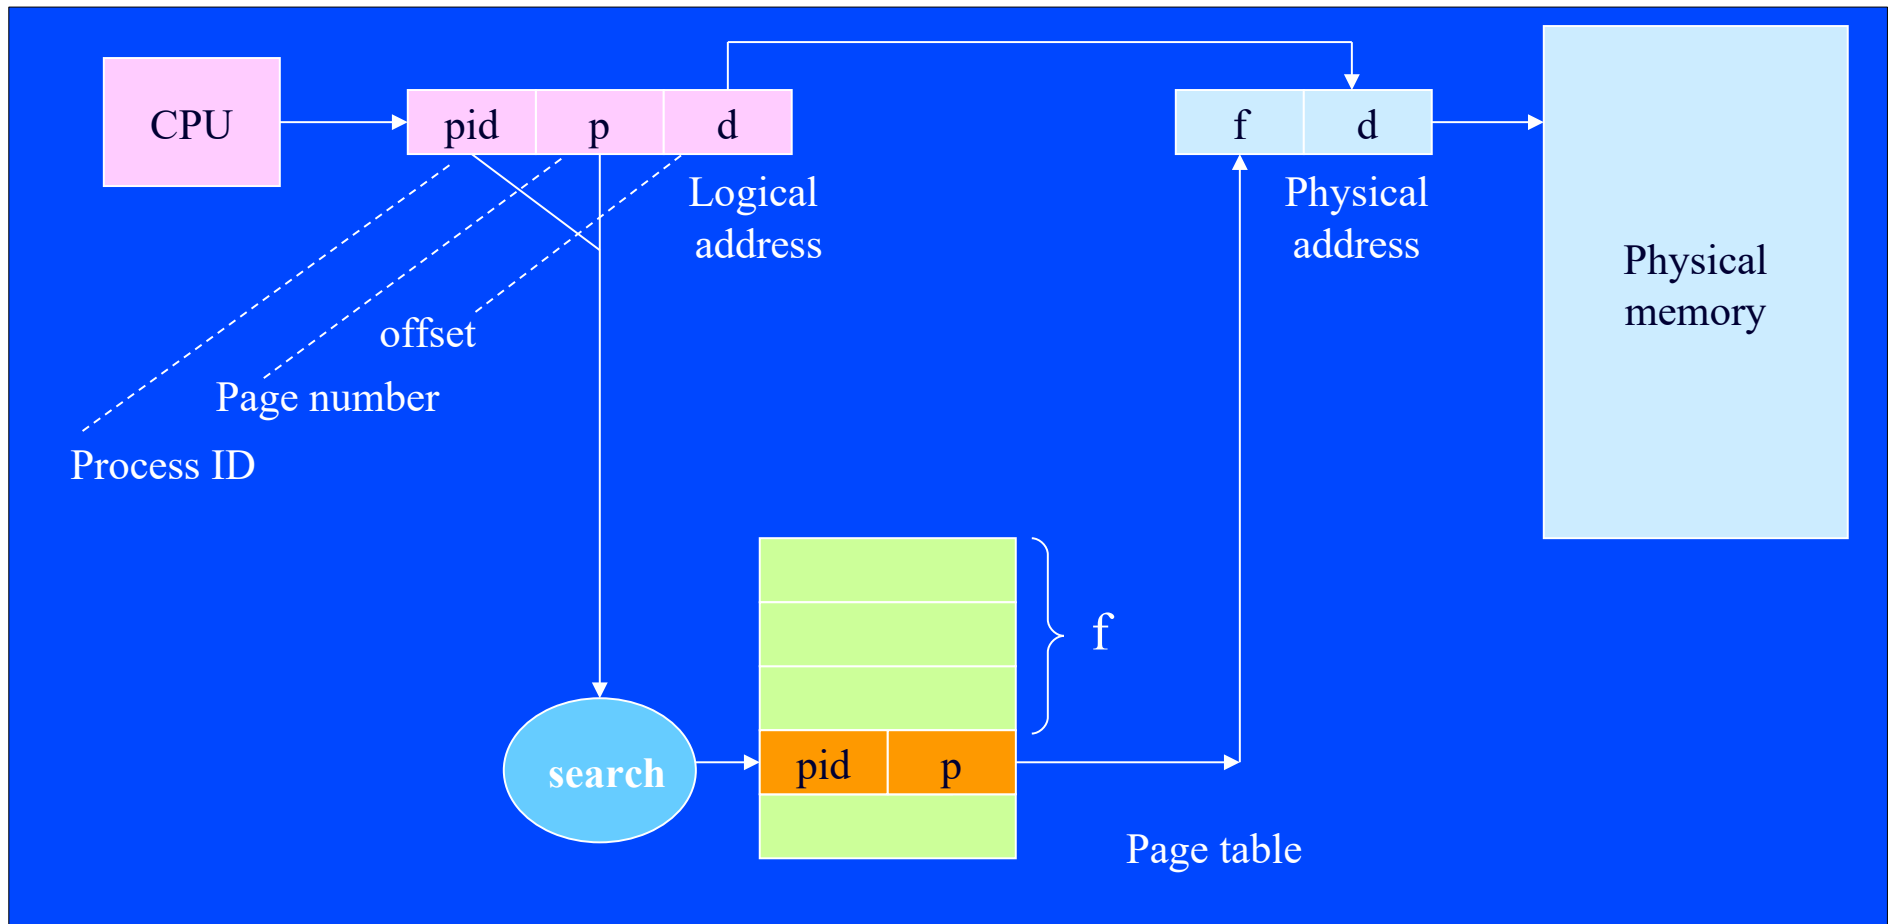 CPU
pid
p
d
f
d
Logical
address
Physical
address
Physical
memory
offset
Page number
Process ID
f
search
pid
p
Page table